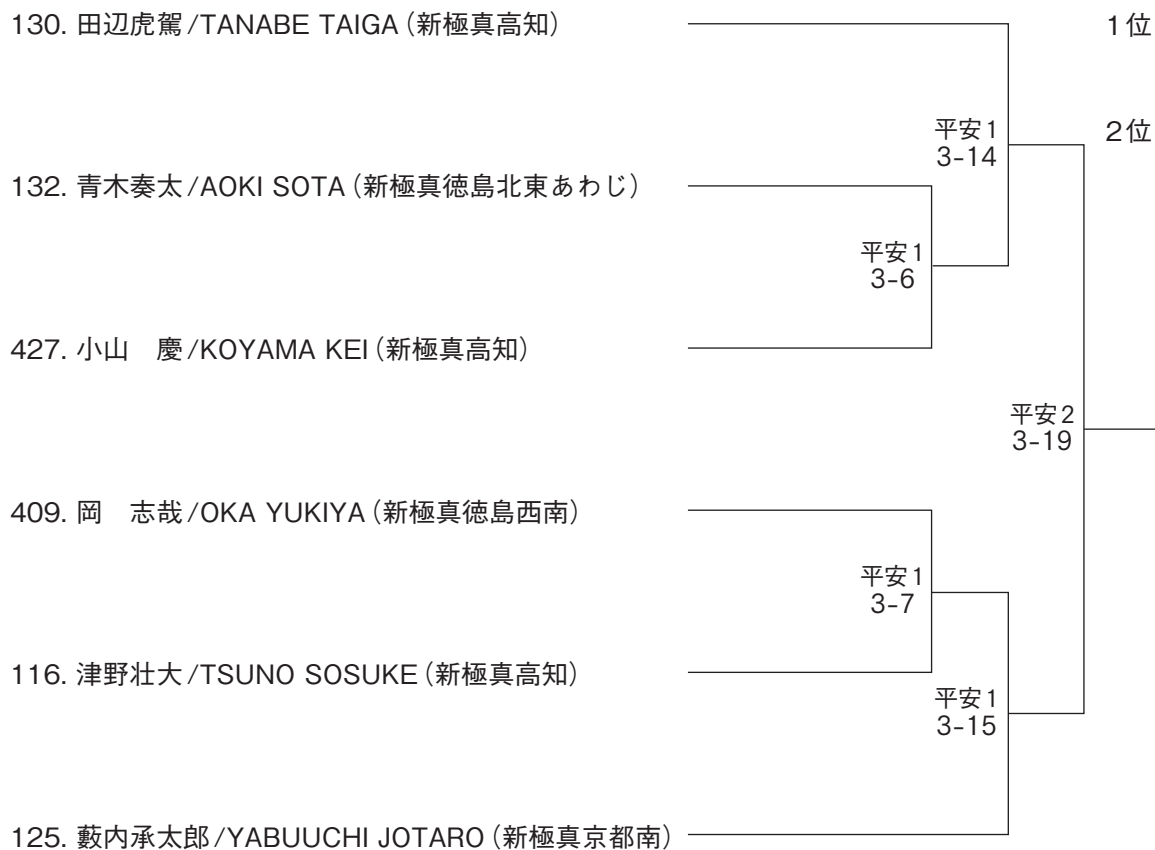 130. 田辺虎駕/TANABE TAIGA（新極真高知）
1位
平安1
3-14
2位
132. 青木奏太/AOKI SOTA（新極真徳島北東あわじ）
平安1
3-6
427. 小山　慶/KOYAMA KEI（新極真高知）
平安2
3-19
409. 岡　志哉/OKA YUKIYA（新極真徳島西南）
平安1
3-7
116. 津野壮大/TSUNO SOSUKE（新極真高知）
平安1
3-15
125. 藪内承太郎/YABUUCHI JOTARO（新極真京都南）